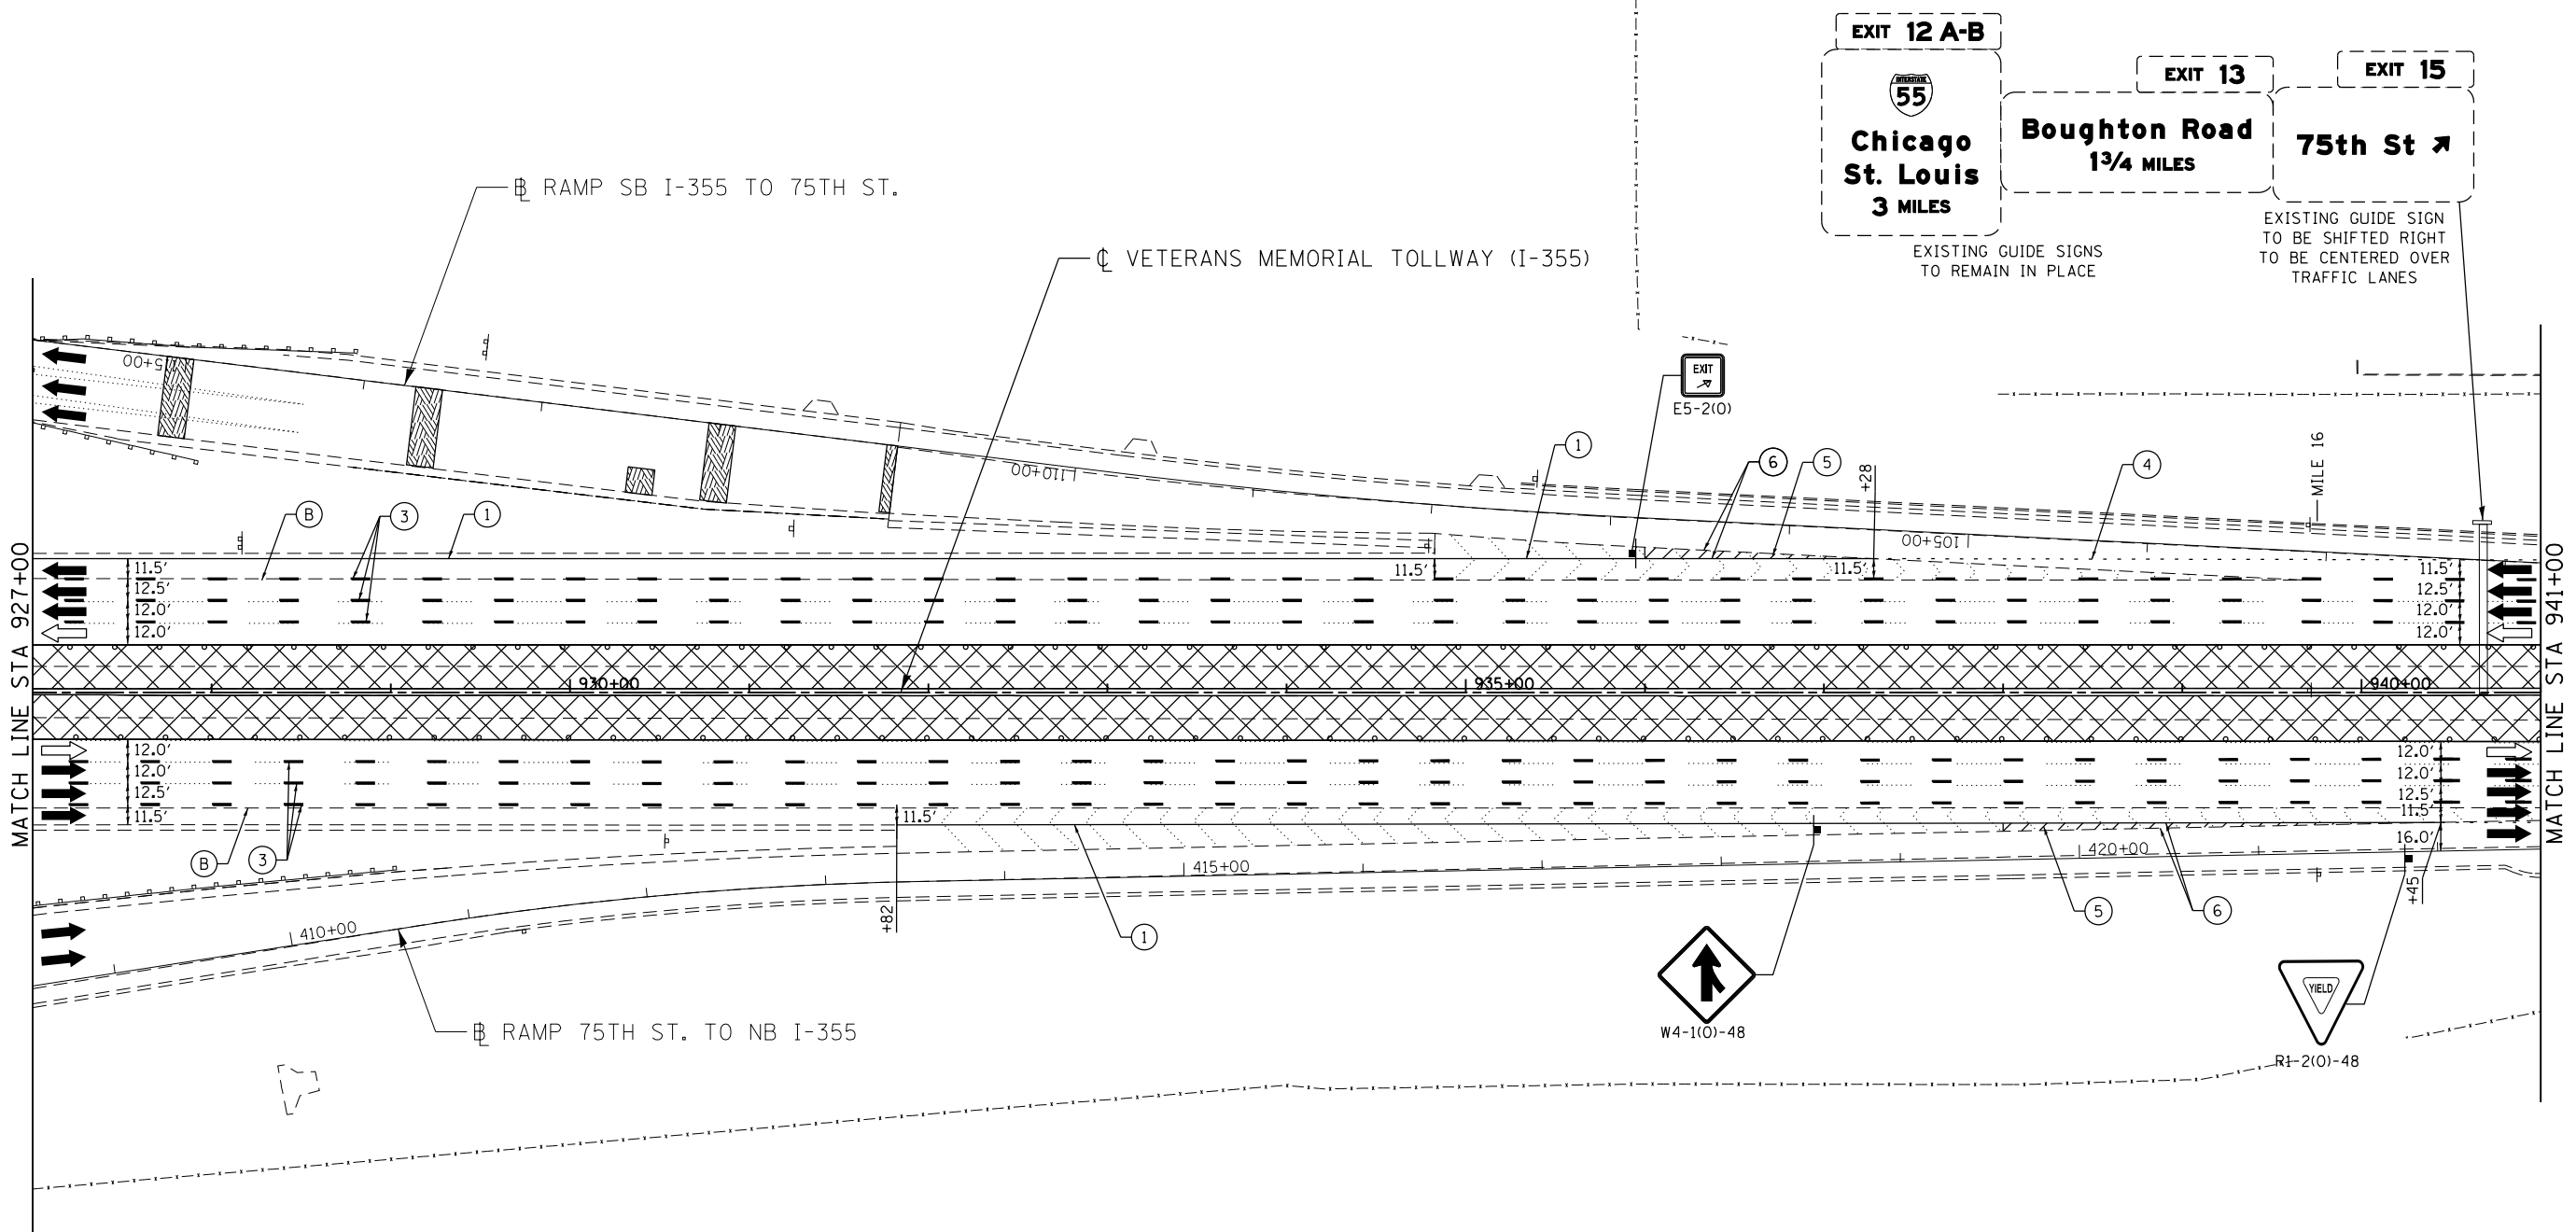 EXIT 12 A-B
INTERSTATE
55
Chicago
St. Louis
3 MILES
EXIT 13
Boughton Road
1 3/4 MILES
EXIT 15
75th St
EXISTING GUIDE SIGNS
TO REMAIN IN PLACE
EXISTING GUIDE SIGN
TO BE SHIFTED RIGHT
TO BE CENTERED OVER
TRAFFIC LANES
℄ RAMP SB I-355 TO 75TH ST.
℄ VETERANS MEMORIAL TOLLWAY (I-355)
EXIT
E5-2(O)
MILE 16
1
6
5
4
+28
B
3
1
115+00
110+00
105+00
MATCH LINE STA 927+00
MATCH LINE STA 941+00
11.5'
12.5'
12.0'
12.0'
11.5'
11.5'
11.5'
12.5'
12.0'
12.0'
930+00
935+00
940+00
12.0'
12.0'
12.5'
11.5'
11.5'
12.0'
12.0'
12.5'
11.5'
16.0'
B
3
410+00
415+00
420+00
+82
1
5
6
+45
YIELD
W4-1(O)-48
R1-2(O)-48
RAMP 75TH ST. TO NB I-355